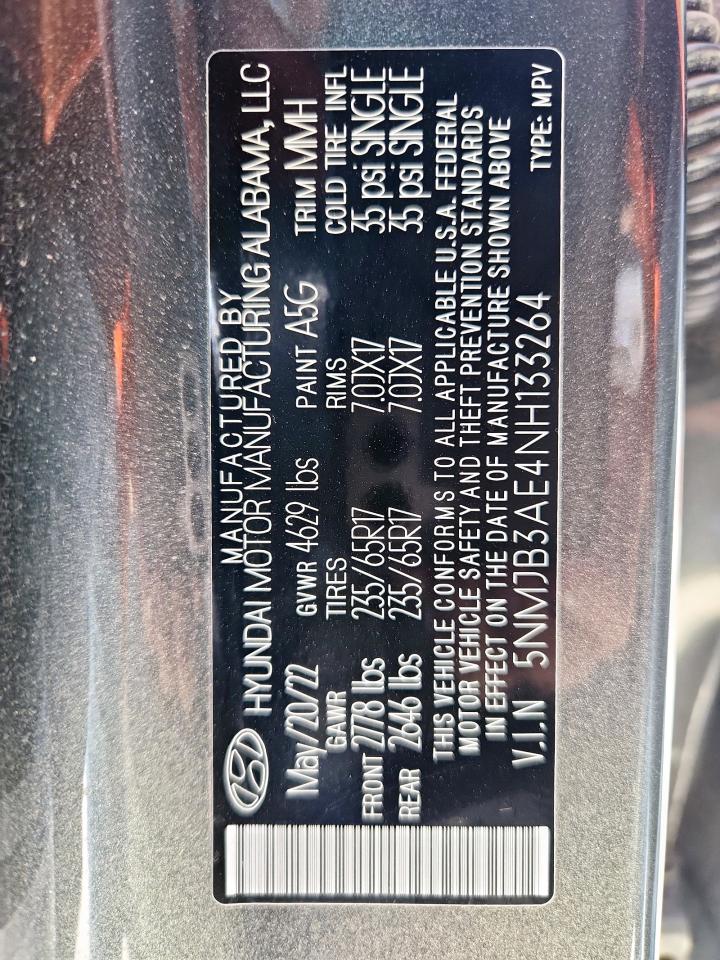 MANUFACTURED BY
HYUNDAI MOTOR MANUFACTURING ALABAMA, LLC
May/20/22 GVWR 4629 lbs PAINT A5G TRIM MMH
GAWR TIRES RIMS COLD TIRE INFL
FRONT 2778 lbs 235/65R17 7.0JX17 35 psi SINGLE
REAR 2646 lbs 235/65R17 7.0JX17 35 psi SINGLE
THIS VEHICLE CONFORMS TO ALL APPLICABLE U.S.A. FEDERAL
MOTOR VEHICLE SAFETY AND THEFT PREVENTION STANDARDS
IN EFFECT ON THE DATE OF MANUFACTURE SHOWN ABOVE
V.I.N 5NMJB3AE4NH133264 TYPE: MPV